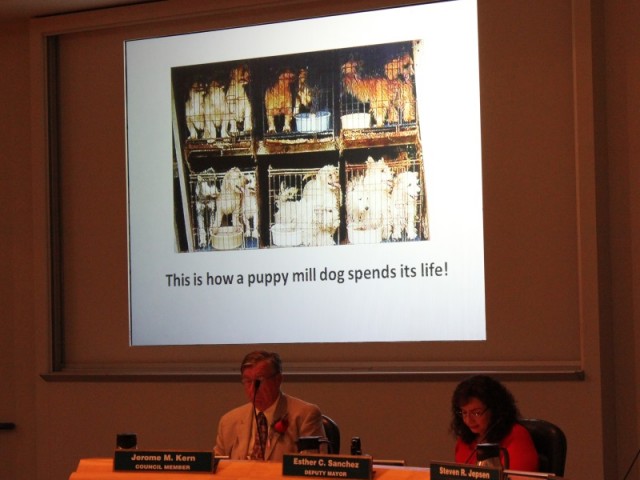 This is how a puppy mill dog spends its life!
Jerome M. Kern
COUNCIL MEMBER
Esther C. Sanchez
DEPUTY MAYOR
Steven R. Jepsen